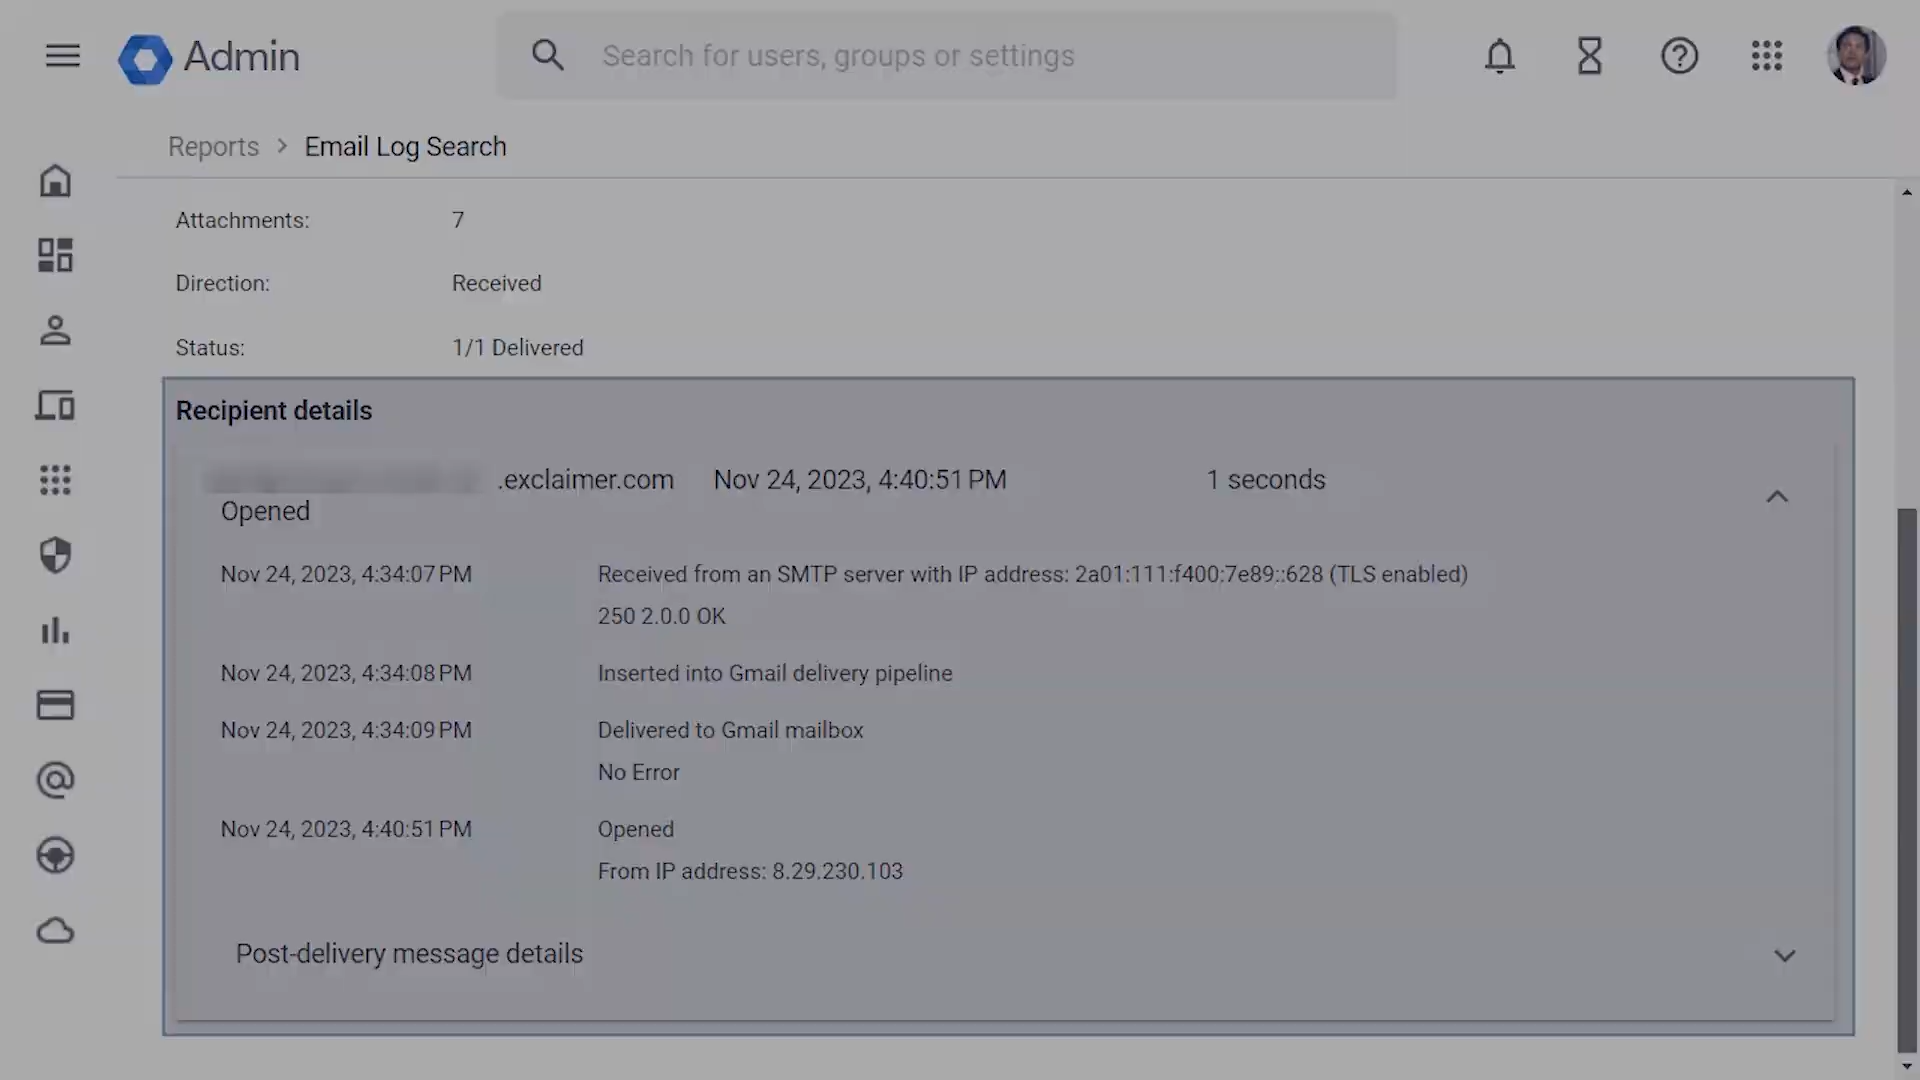 Admin
Search for users, groups or settings
Reports > Email Log Search
Attachments: 7
Direction: Received
Status: 1/1 Delivered
Recipient details
.exclaimer.com Nov 24, 2023, 4:40:51 PM 1 seconds
Opened
Nov 24, 2023, 4:34:07 PM Received from an SMTP server with IP address: 2a01:111:f400:7e89::628 (TLS enabled)
250 2.0.0 OK
Nov 24, 2023, 4:34:08 PM Inserted into Gmail delivery pipeline
Nov 24, 2023, 4:34:09 PM Delivered to Gmail mailbox
No Error
Nov 24, 2023, 4:40:51 PM Opened
From IP address: 8.29.230.103
Post-delivery message details